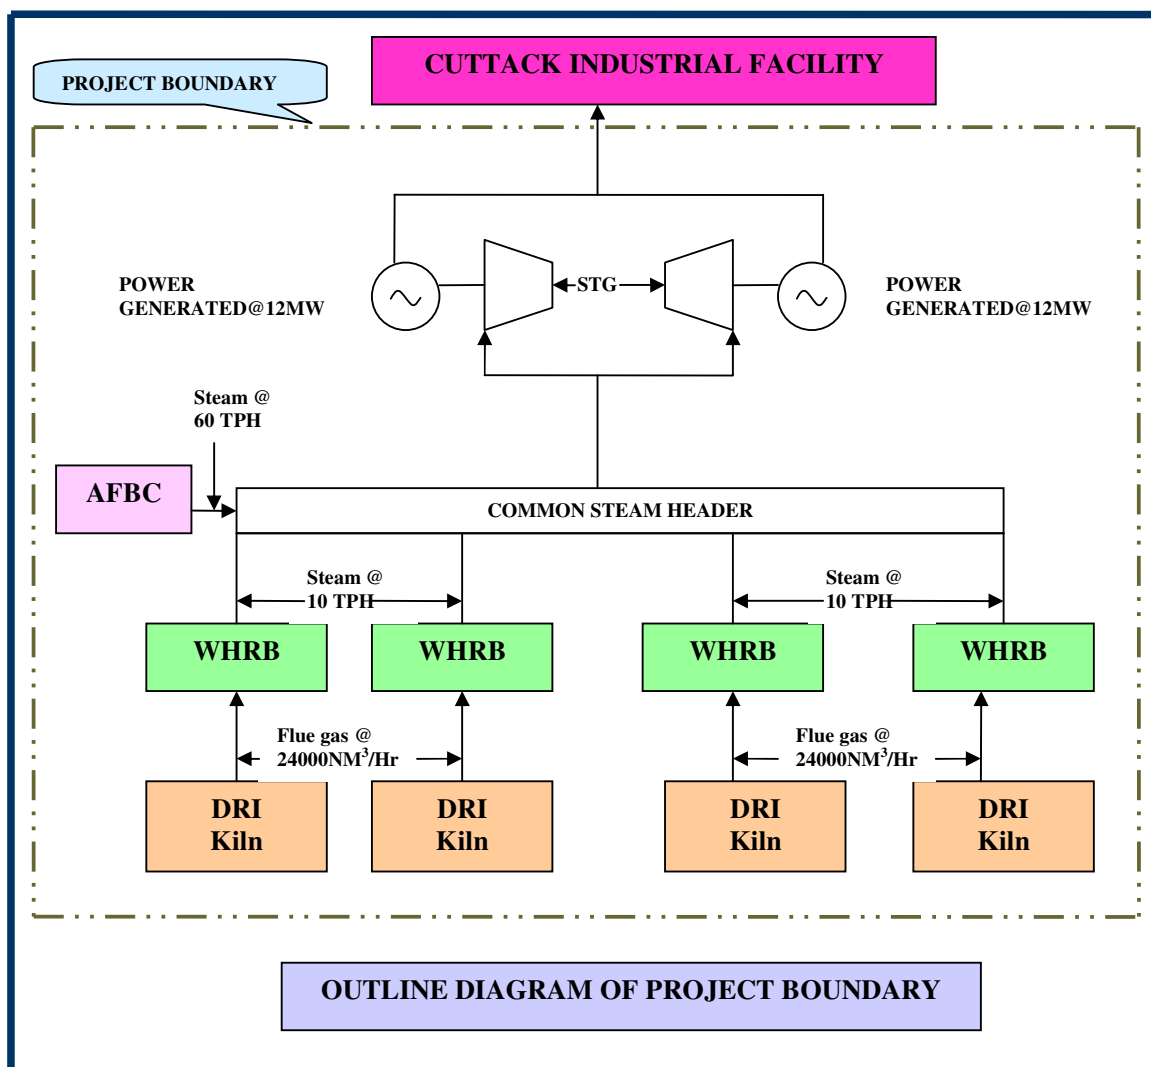 CUTTACK INDUSTRIAL FACILITY
PROJECT BOUNDARY
POWER
GENERATED@12MW
STG
POWER
GENERATED@12MW
Steam @
60 TPH
AFBC
COMMON STEAM HEADER
Steam @
10 TPH
Steam @
10 TPH
WHRB
WHRB
WHRB
WHRB
Flue gas @
24000NM³/Hr
Flue gas @
24000NM³/Hr
DRI
Kiln
DRI
Kiln
DRI
Kiln
DRI
Kiln
OUTLINE DIAGRAM OF PROJECT BOUNDARY